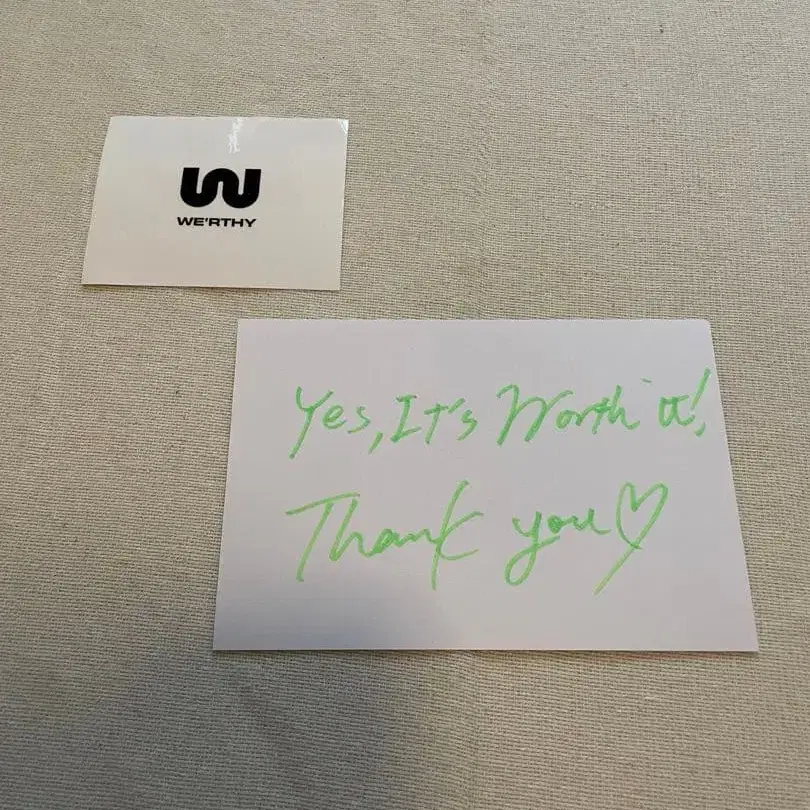 WE'RTHY
Yes, It's Worth it!
Thank you♡